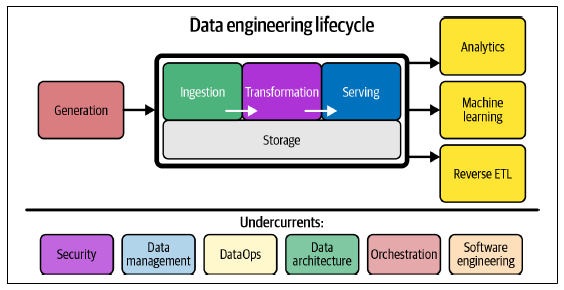 Data engineering lifecycle
Generation
Ingestion
Transformation
Serving
Storage
Analytics
Machine
learning
Reverse ETL
Undercurrents:
Security
Data
management
DataOps
Data
architecture
Orchestration
Software
engineering